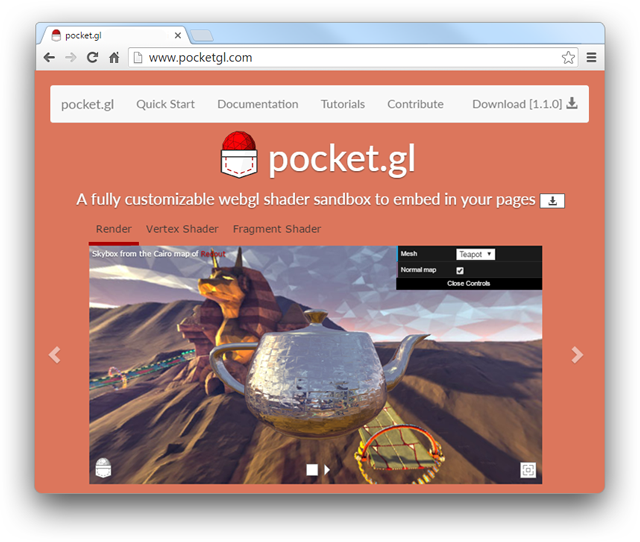 pocket.gl
www.pocketgl.com
pocket.gl Quick Start Documentation Tutorials Contribute Download [1.1.0]
pocket.gl
A fully customizable webgl shader sandbox to embed in your pages
Render Vertex Shader Fragment Shader
Skybox from the Cairo map of Redout
Mesh Teapot
Normal map
Close Controls